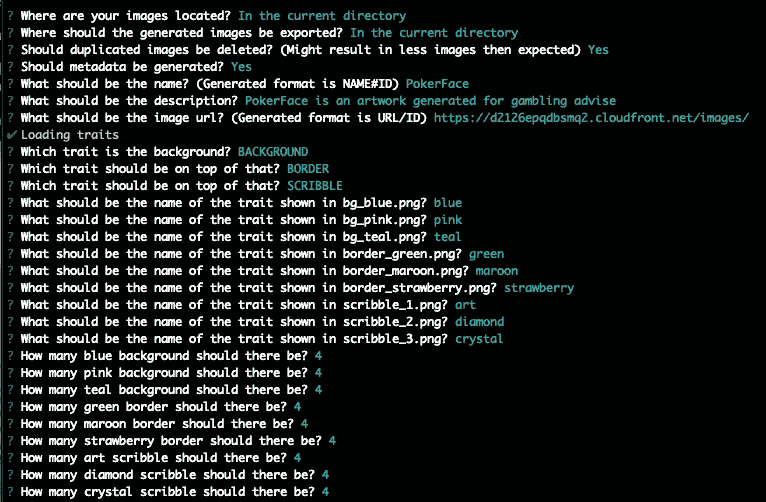 ? Where are your images located? In the current directory
? Where should the generated images be exported? In the current directory
? Should duplicated images be deleted? (Might result in less images then expected) Yes
? Should metadata be generated? Yes
? What should be the name? (Generated format is NAME#ID) PokerFace
? What should be the description? PokerFace is an artwork generated for gambling advise
? What should be the image url? (Generated format is URL/ID) https://d2126epqdbsmq2.cloudfront.net/images/
✔ Loading traits
? Which trait is the background? BACKGROUND
? Which trait should be on top of that? BORDER
? Which trait should be on top of that? SCRIBBLE
? What should be the name of the trait shown in bg_blue.png? blue
? What should be the name of the trait shown in bg_pink.png? pink
? What should be the name of the trait shown in bg_teal.png? teal
? What should be the name of the trait shown in border_green.png? green
? What should be the name of the trait shown in border_maroon.png? maroon
? What should be the name of the trait shown in border_strawberry.png? strawberry
? What should be the name of the trait shown in scribble_1.png? art
? What should be the name of the trait shown in scribble_2.png? diamond
? What should be the name of the trait shown in scribble_3.png? crystal
? How many blue background should there be? 4
? How many pink background should there be? 4
? How many teal background should there be? 4
? How many green border should there be? 4
? How many maroon border should there be? 4
? How many strawberry border should there be? 4
? How many art scribble should there be? 4
? How many diamond scribble should there be? 4
? How many crystal scribble should there be? 4